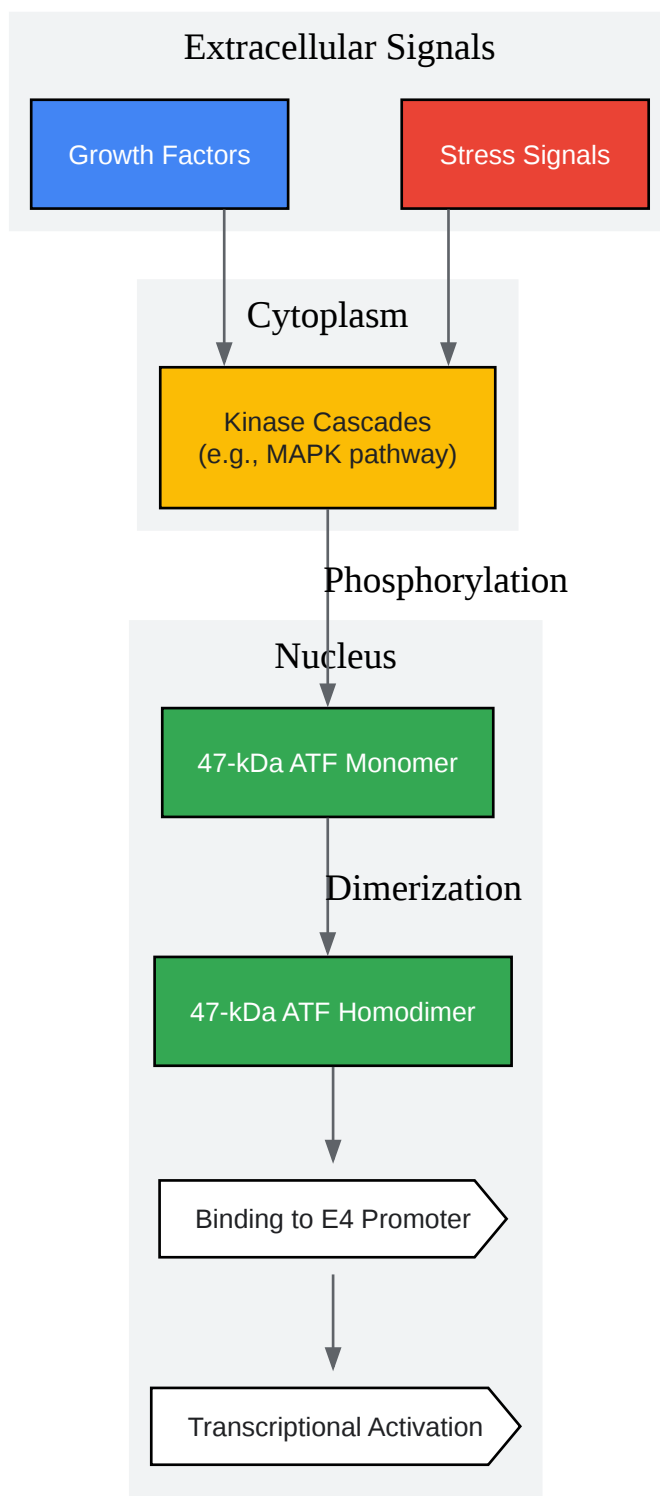 Extracellular Signals
Growth Factors
Stress Signals
Cytoplasm
Kinase Cascades
(e.g., MAPK pathway)
Phosphorylation
Nucleus
47-kDa ATF Monomer
Dimerization
47-kDa ATF Homodimer
Binding to E4 Promoter
Transcriptional Activation